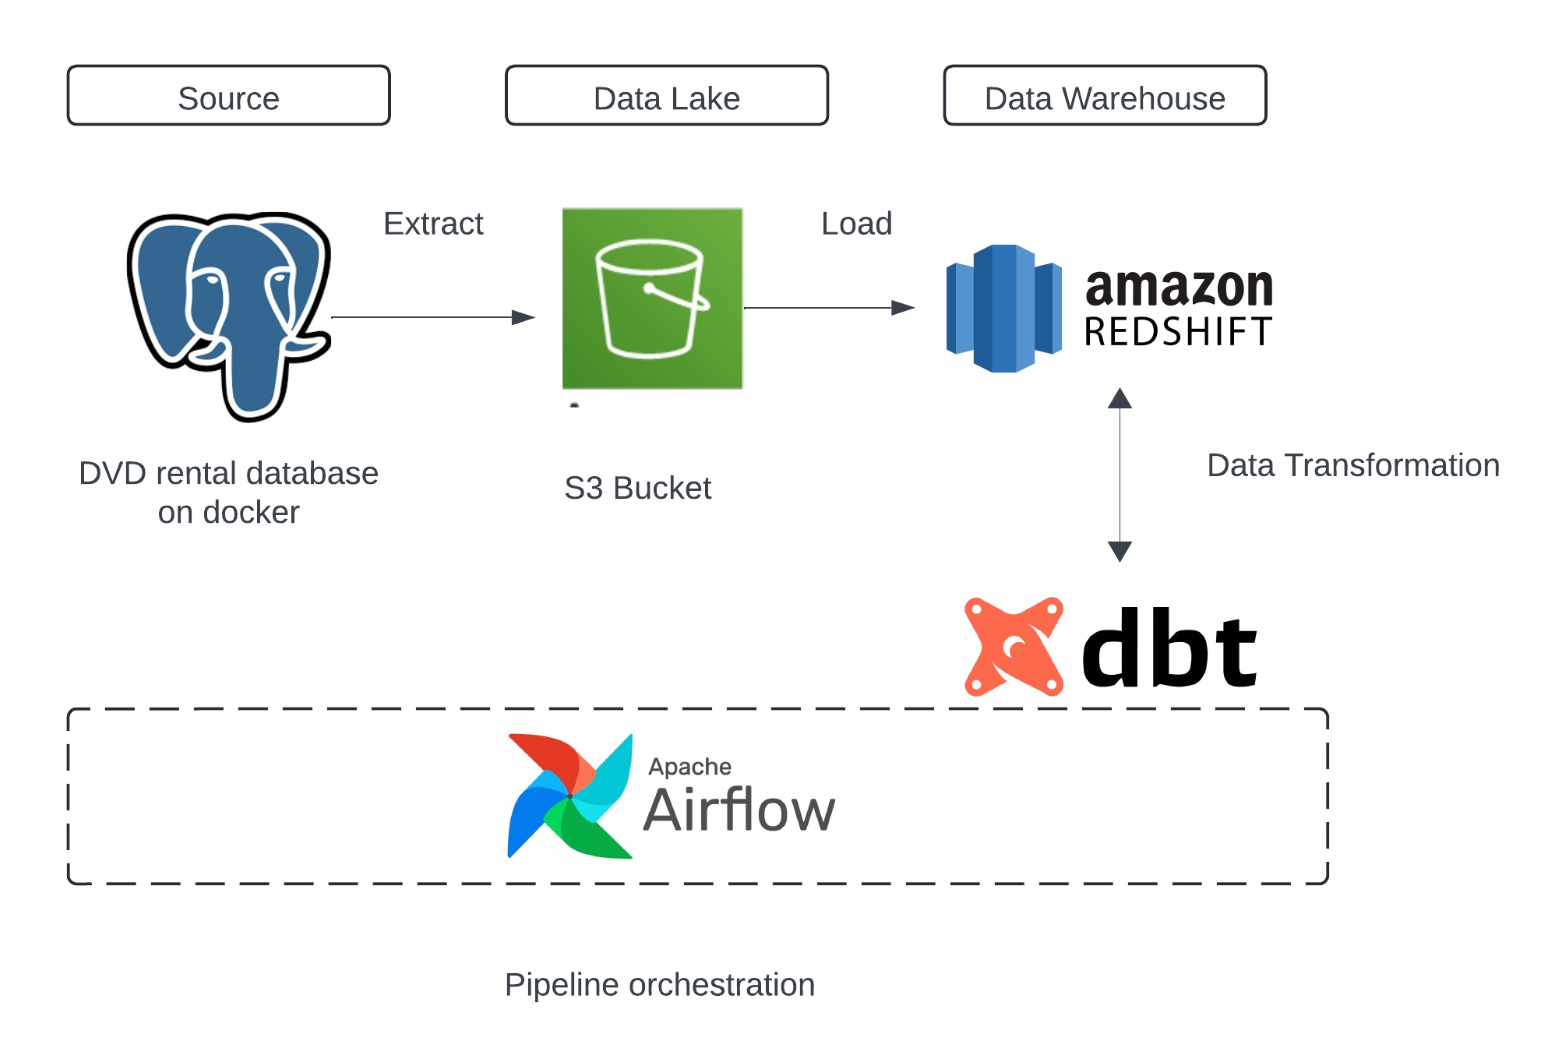 Source
Data Lake
Data Warehouse
Extract
Load
amazon
REDSHIFT
DVD rental database
on docker
S3 Bucket
Data Transformation
dbt
Apache
Airflow
Pipeline orchestration